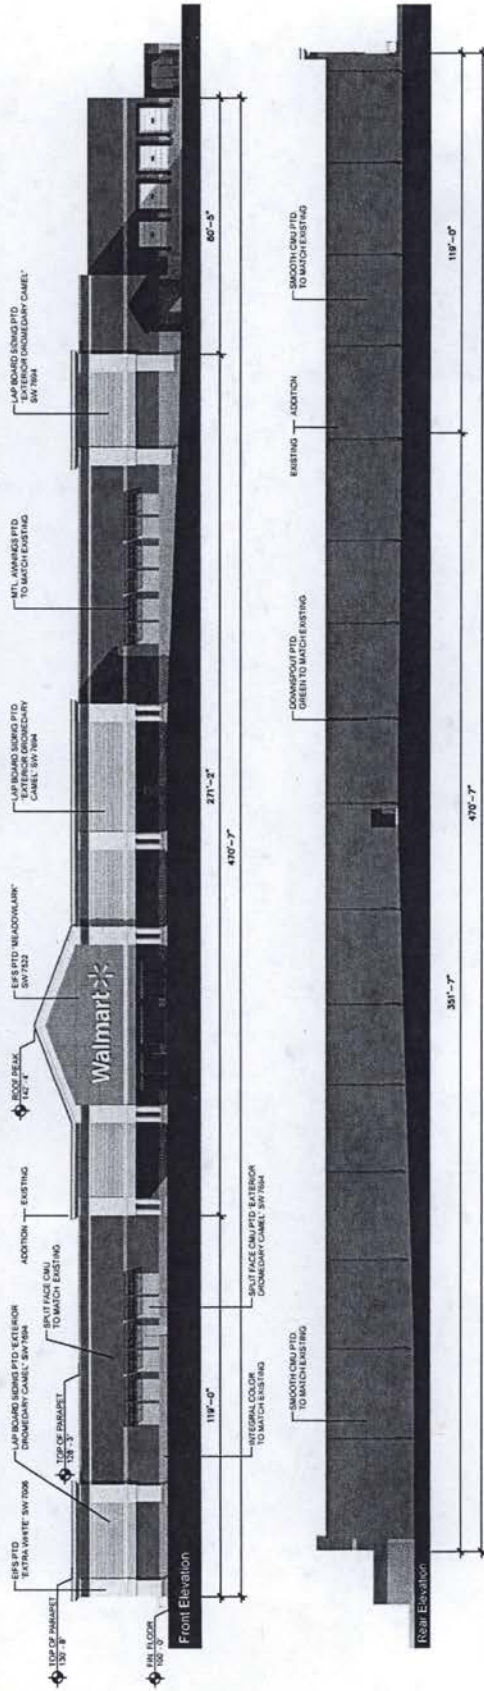 EIFS PTD
"EXTRA WHITE" SW 7006
LAP BOARD SIDING PTD "EXTERIOR
DROMEDARY CAMEL" SW 7694
TOP OF PARAPET
130' - 8"
TOP OF PARAPET
128' - 3"
SPLIT FACE CMU
TO MATCH EXISTING
ADDITION
EXISTING
ROOF PEAK
142' - 4"
EIFS PTD "MEADOWLARK"
SW 7522
LAP BOARD SIDING PTD
"EXTERIOR DROMEDARY
CAMEL" SW 7694
MTL. AWNINGS PTD
TO MATCH EXISTING
LAP BOARD SIDING PTD
"EXTERIOR DROMEDARY CAMEL"
SW 7694
Walmart
FIN. FLOOR
100' - 0"
Front Elevation
INTEGRAL COLOR
TO MATCH EXISTING
SPLIT FACE CMU PTD "EXTERIOR
DROMEDARY CAMEL" SW 7694
119'-0"
271'-2"
80'-5"
470'-7"
SMOOTH CMU PTD.
TO MATCH EXISTING
DOWNSPOUT PTD.
GREEN TO MATCH EXISTING
EXISTING
ADDITION
SMOOTH CMU PTD.
TO MATCH EXISTING
Rear Elevation
351'-7"
119'-0"
470'-7"